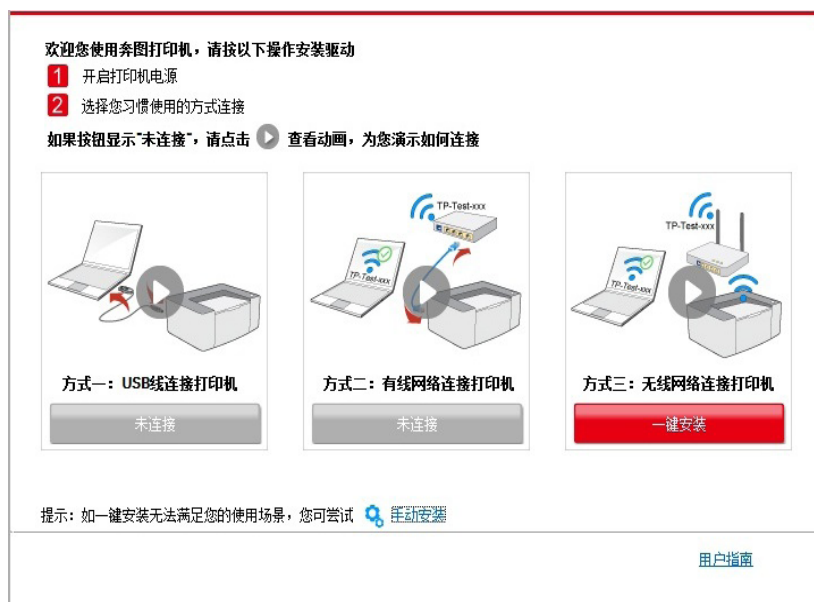 欢迎您使用奔图打印机，请按以下操作安装驱动
1 开启打印机电源
2 选择您习惯使用的方式连接
如果按钮显示"未连接"，请点击 查看动画，为您演示如何连接
TP-Test-xxx
TP-Test-xxx
TP-Test-xxx
TP-Test-xxx
方式一：USB线连接打印机
方式二：有线网络连接打印机
方式三：无线网络连接打印机
未连接
未连接
一键安装
提示：如一键安装无法满足您的使用场景，您可尝试 手动安装
用户指南